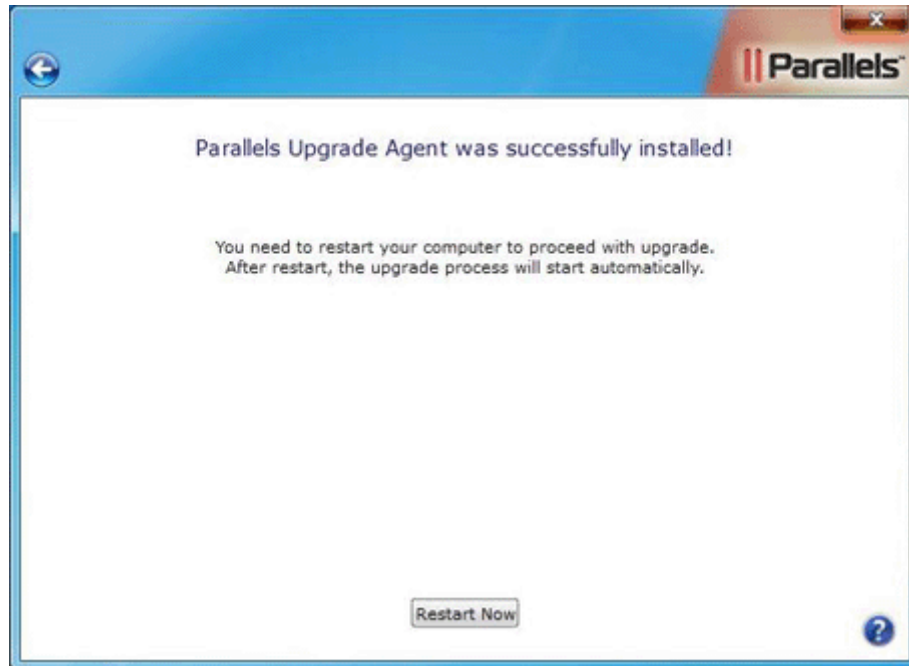 Parallels™
Parallels Upgrade Agent was successfully installed!
You need to restart your computer to proceed with upgrade.
After restart, the upgrade process will start automatically.
Restart Now